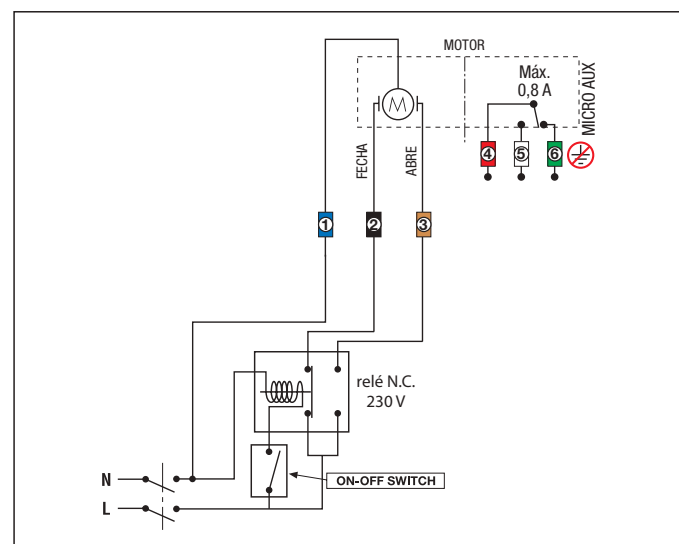 MOTOR
Máx.
0,8 A
MICRO AUX
M
4
5
6
FECHA
ABRE
1
2
3
relé N.C.
230 V
N
ON-OFF SWITCH
L